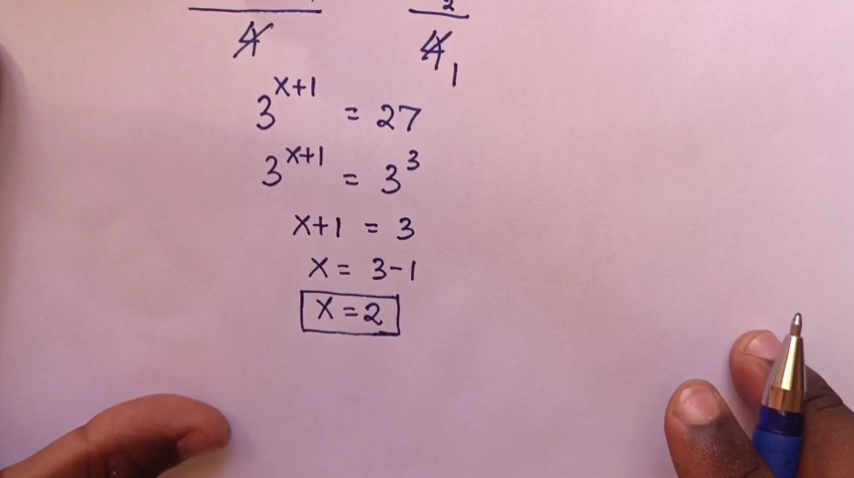 4 4 1
3^{x+1} = 27
3^{x+1} = 3^3
x+1 = 3
x = 3-1
x = 2